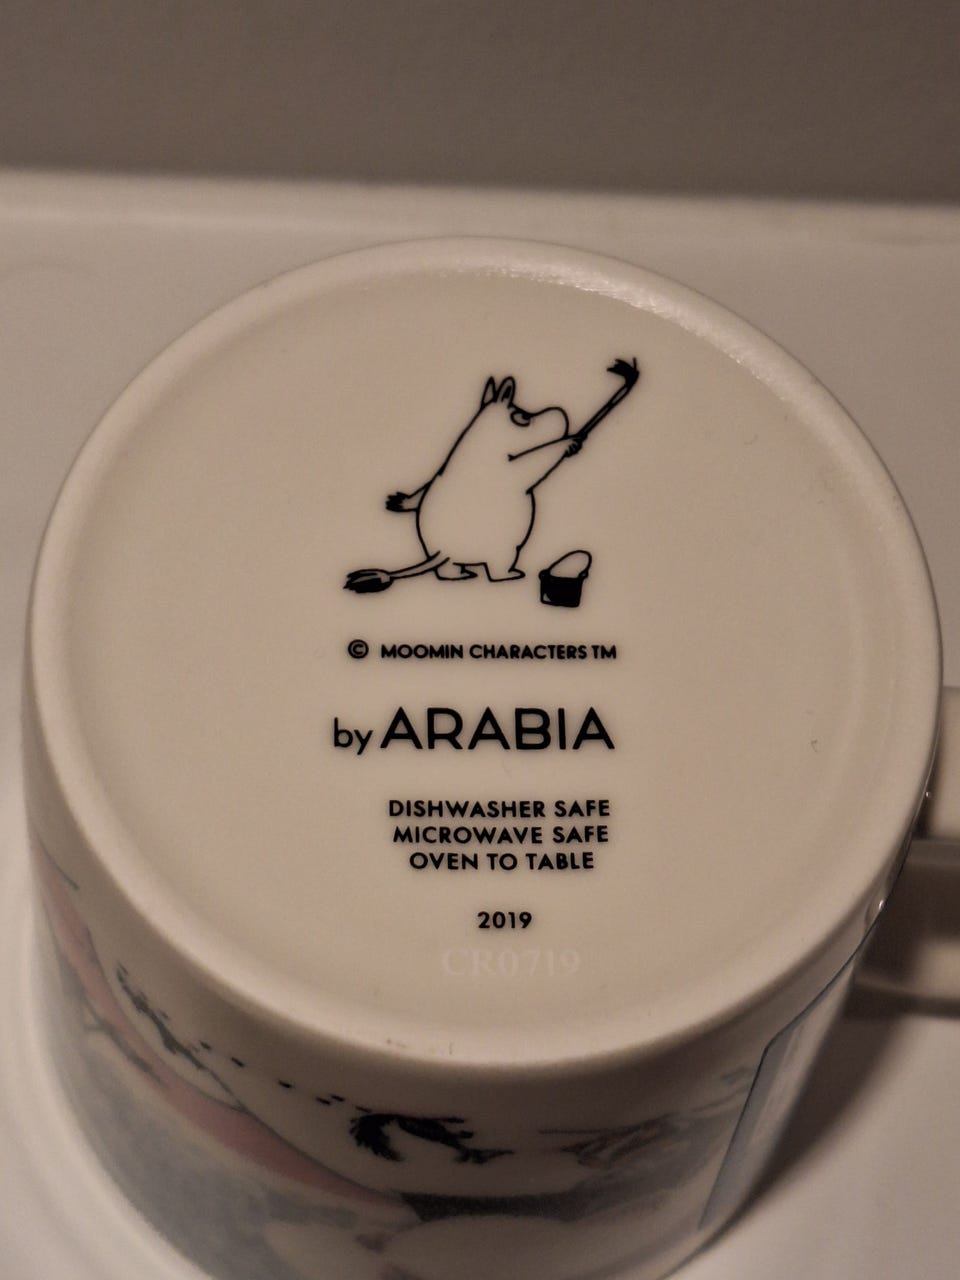 © MOOMIN CHARACTERS TM
by ARABIA
DISHWASHER SAFE
MICROWAVE SAFE
OVEN TO TABLE
2019
CR0719